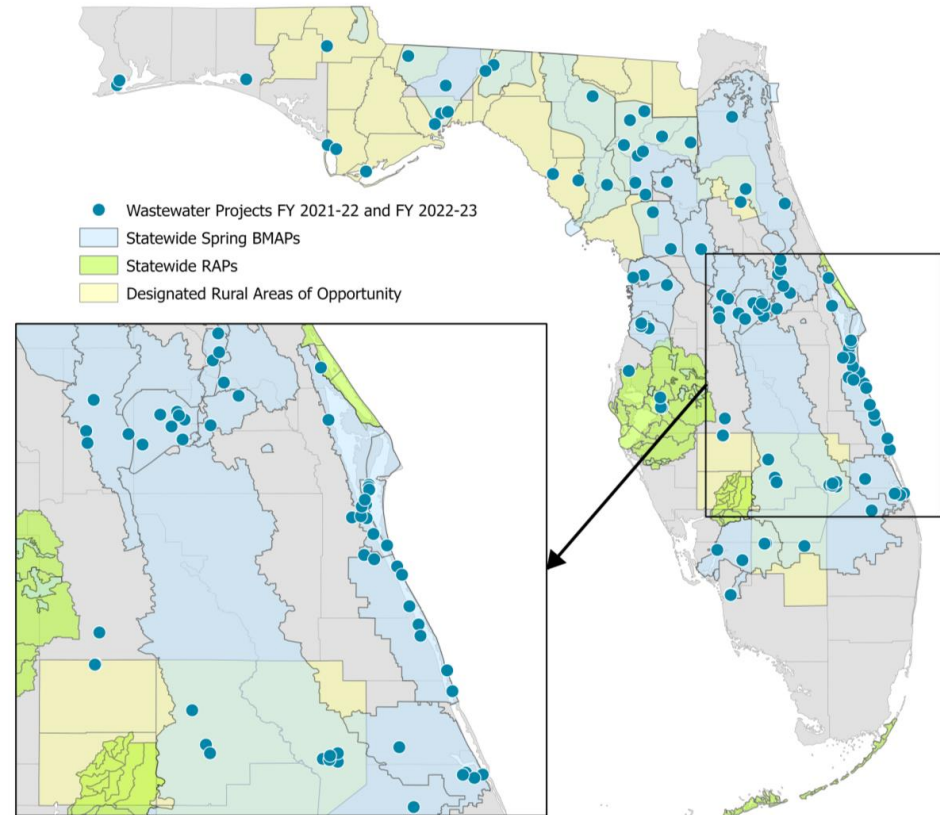 Wastewater Projects FY 2021-22 and FY 2022-23
Statewide Spring BMAPs
Statewide RAPs
Designated Rural Areas of Opportunity